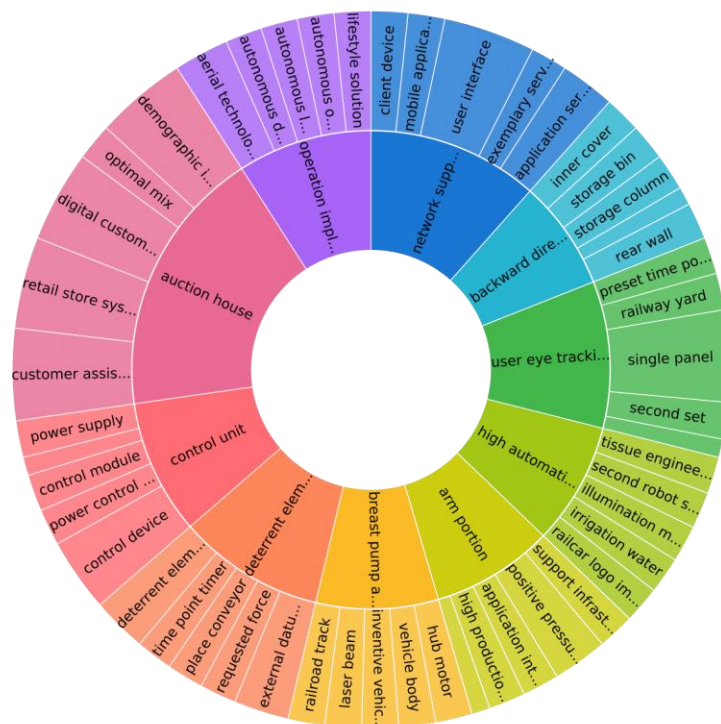 client device
mobile applica...
user interface
exemplary serv...
application ser...
inner cover
storage bin
storage column
rear wall
preset time po...
railway yard
single panel
second set
tissue enginee...
second robot s...
illumination m...
irrigation water
railcar logo im...
support infrast...
positive pressu...
application int...
high productio...
hub motor
vehicle body
inventive vehic...
laser beam
railroad track
external datu...
requested force
place conveyor
time point timer
deterrent elem...
control device
power control ...
control module
power supply
customer assis...
retail store sys...
digital custom...
optimal mix
demographic i...
aerial technolo...
autonomous d...
autonomous l...
autonomous o...
lifestyle solution
network supp...
backward dire...
user eye tracki...
high automati...
arm portion
breast pump a...
deterrent elem...
control unit
auction house
operation impl...